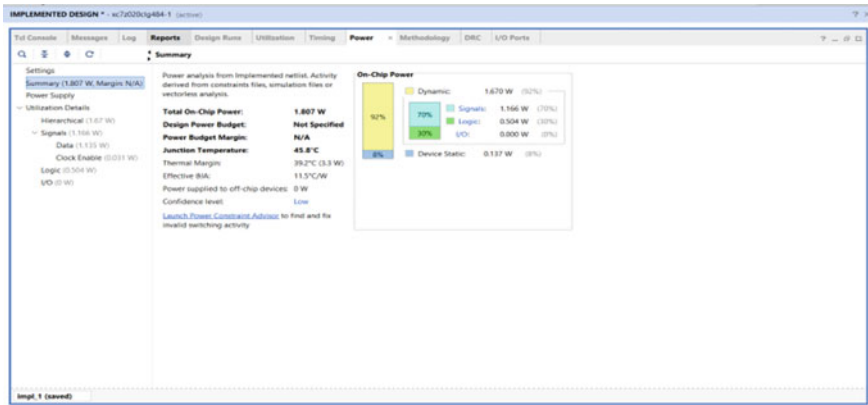 IMPLEMENTED DESIGN * - xc7z020clg484-1 (active)
? ×
Tcl Console Messages Log Reports Design Runs Utilization Timing Power × Methodology DRC I/O Ports
Summary
Settings
Summary (1.807 W, Margin: N/A)
Power Supply
Utilization Details
Hierarchical (1.67 W)
Signals (1.166 W)
Data (1.135 W)
Clock Enable (0.031 W)
Logic (0.504 W)
I/O (0 W)
Power analysis from Implemented netlist. Activity
derived from constraints files, simulation files or
vectorless analysis.
Total On-Chip Power: 1.807 W
Design Power Budget: Not Specified
Power Budget Margin: N/A
Junction Temperature: 45.8°C
Thermal Margin: 39.2°C (3.3 W)
Effective θJA: 11.5°C/W
Power supplied to off-chip devices: 0 W
Confidence level: Low
Launch Power Constraint Advisor to find and fix
invalid switching activity
On-Chip Power
Dynamic: 1.670 W (92%)
92%
70%
Signals: 1.166 W (70%)
Logic: 0.504 W (30%)
30%
I/O: 0.000 W (0%)
8%
Device Static: 0.137 W (8%)
impl_1 (saved)